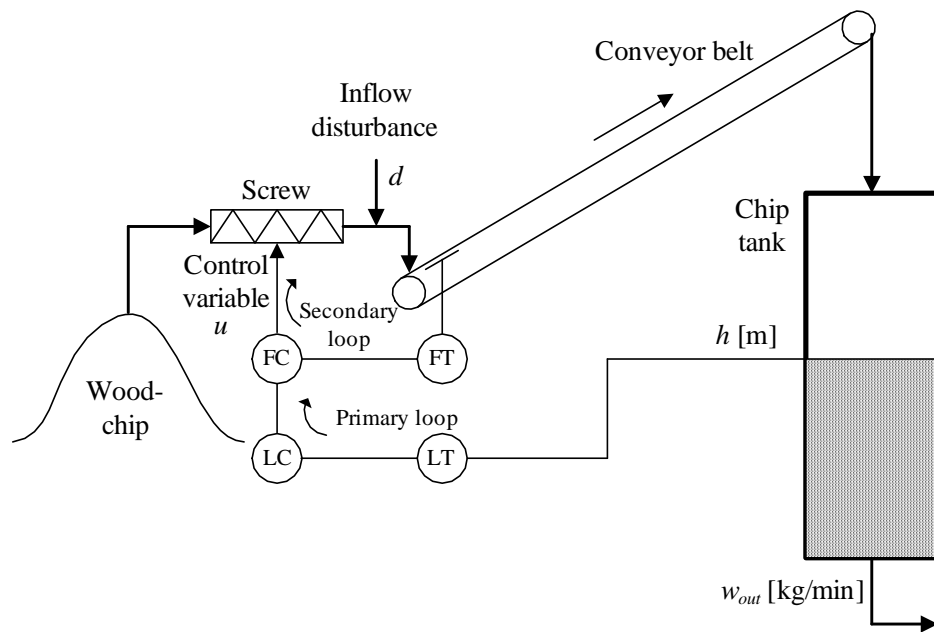 Conveyor belt
Inflow
disturbance
d
Screw
Chip
tank
Control
variable
u
Secondary
loop
h [m]
FC
FT
Wood-
chip
Primary loop
LC
LT
w_out [kg/min]